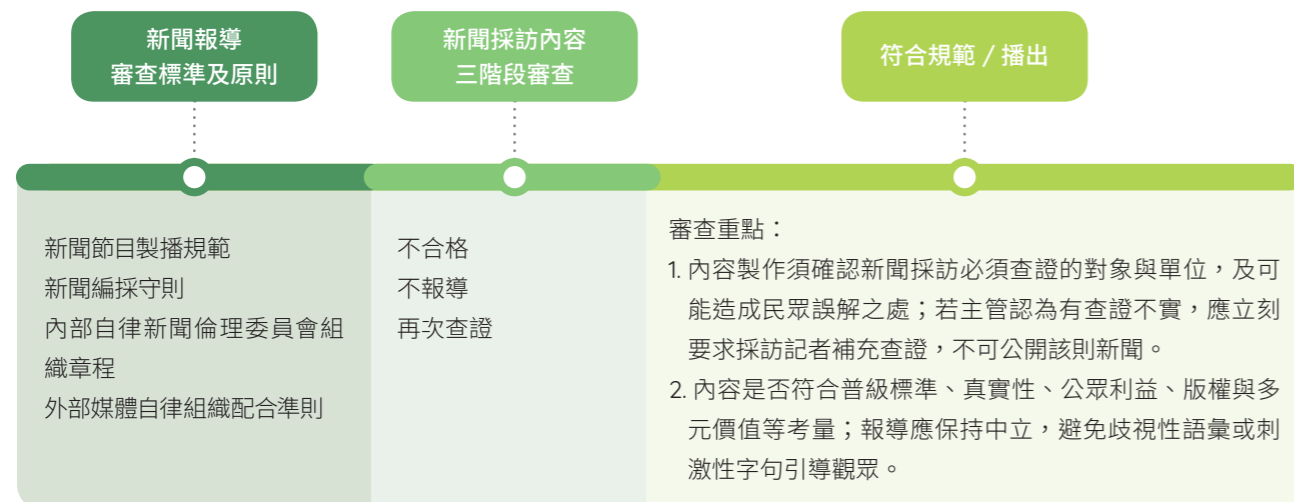 新聞報導
審查標準及原則
新聞採訪內容
三階段審查
符合規範 / 播出
新聞節目製播規範
新聞編採守則
內部自律新聞倫理委員會組
織章程
外部媒體自律組織配合準則
不合格
不報導
再次查證
審查重點：
1. 內容製作須確認新聞採訪必須查證的對象與單位，及可
能造成民眾誤解之處；若主管認為有查證不實，應立刻
要求採訪記者補充查證，不可公開該則新聞。
2. 內容是否符合普級標準、真實性、公眾利益、版權與多
元價值等考量；報導應保持中立，避免歧視性語彙或刺
激性字句引導觀眾。